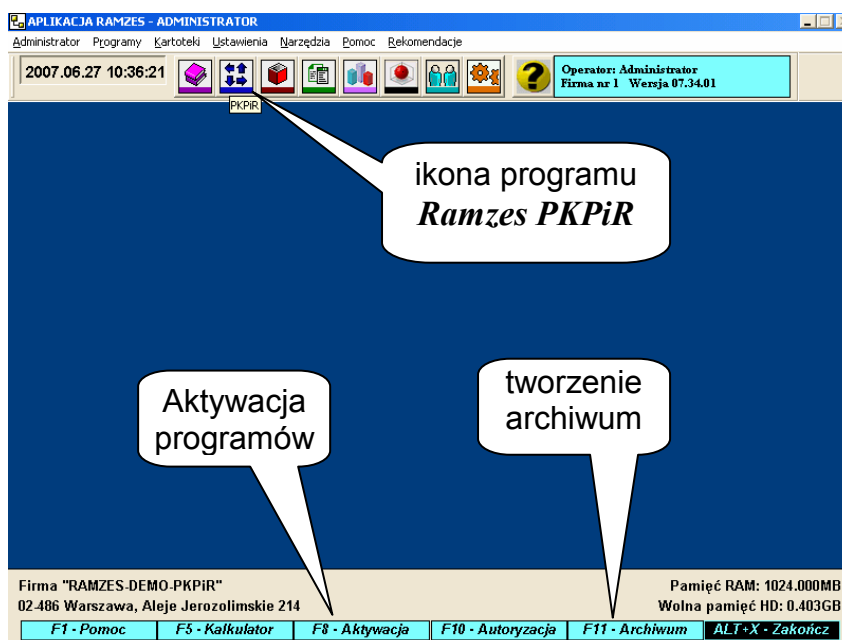 APLIKACJA RAMZES - ADMINISTRATOR
Administrator Programy Kartoteki Ustawienia Narzędzia Pomoc Rekomendacje
2007.06.27 10:36:21
?
Operator: Administrator
Firma nr 1 Wersja 07.34.01
PKPiR
ikona programu
Ramzes PKPiR
Aktywacja
programów
tworzenie
archiwum
Firma "RAMZES-DEMO-PKPiR"
Pamięć RAM: 1024.000MB
02-486 Warszawa, Aleje Jerozolimskie 214
Wolna pamięć HD: 0.403GB
F1 - Pomoc F5 - Kalkulator F8 - Aktywacja F10 - Autoryzacja F11 - Archiwum ALT+X - Zakończ